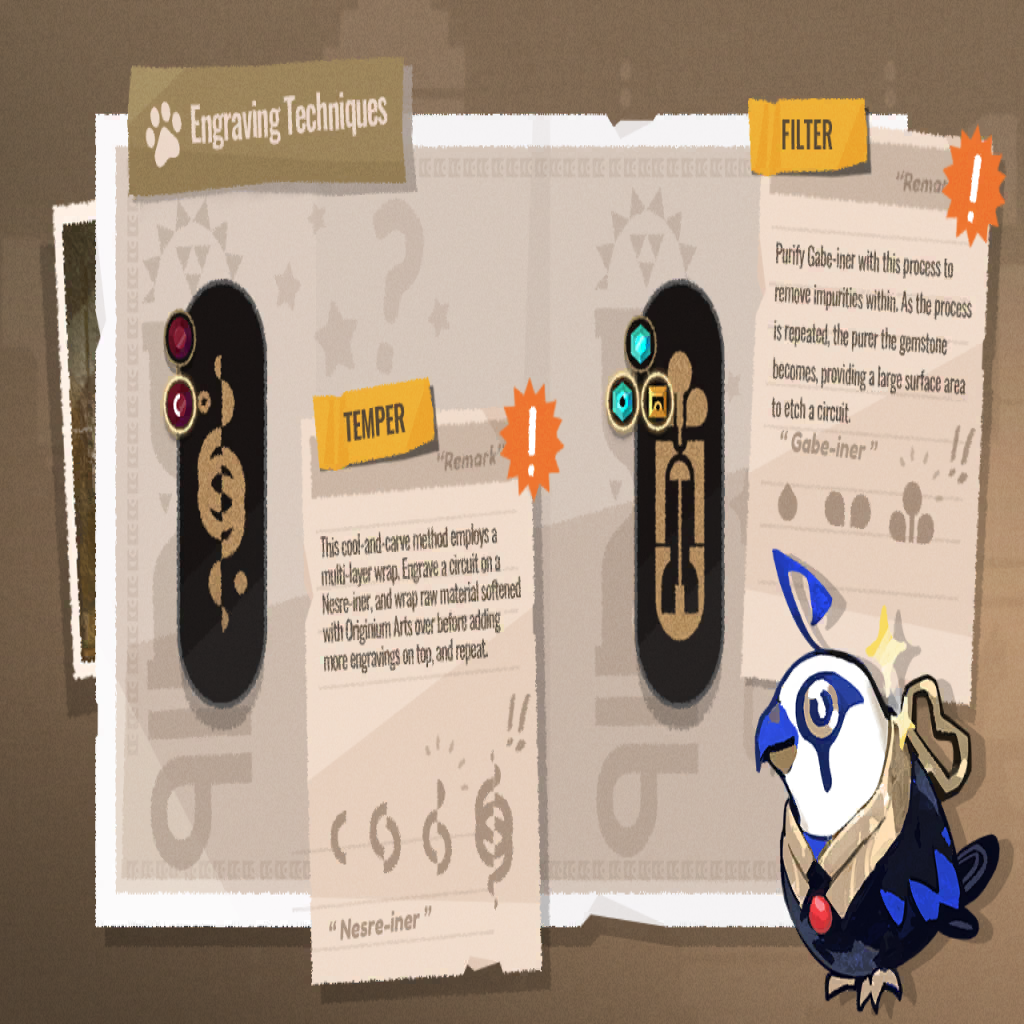 Engraving Techniques
TEMPER
"Remark"
This cool-and-carve method employs a
multi-layer wrap. Engrave a circuit on a
Nesre-iner, and wrap raw material softened
with Originium Arts over before adding
more engravings on top, and repeat.
!!
"Nesre-iner"
FILTER
"Remar
Purify Gabe-iner with this process to
remove impurities within. As the process
is repeated, the purer the gemstone
becomes, providing a large surface area
to etch a circuit.
"Gabe-iner"
!!